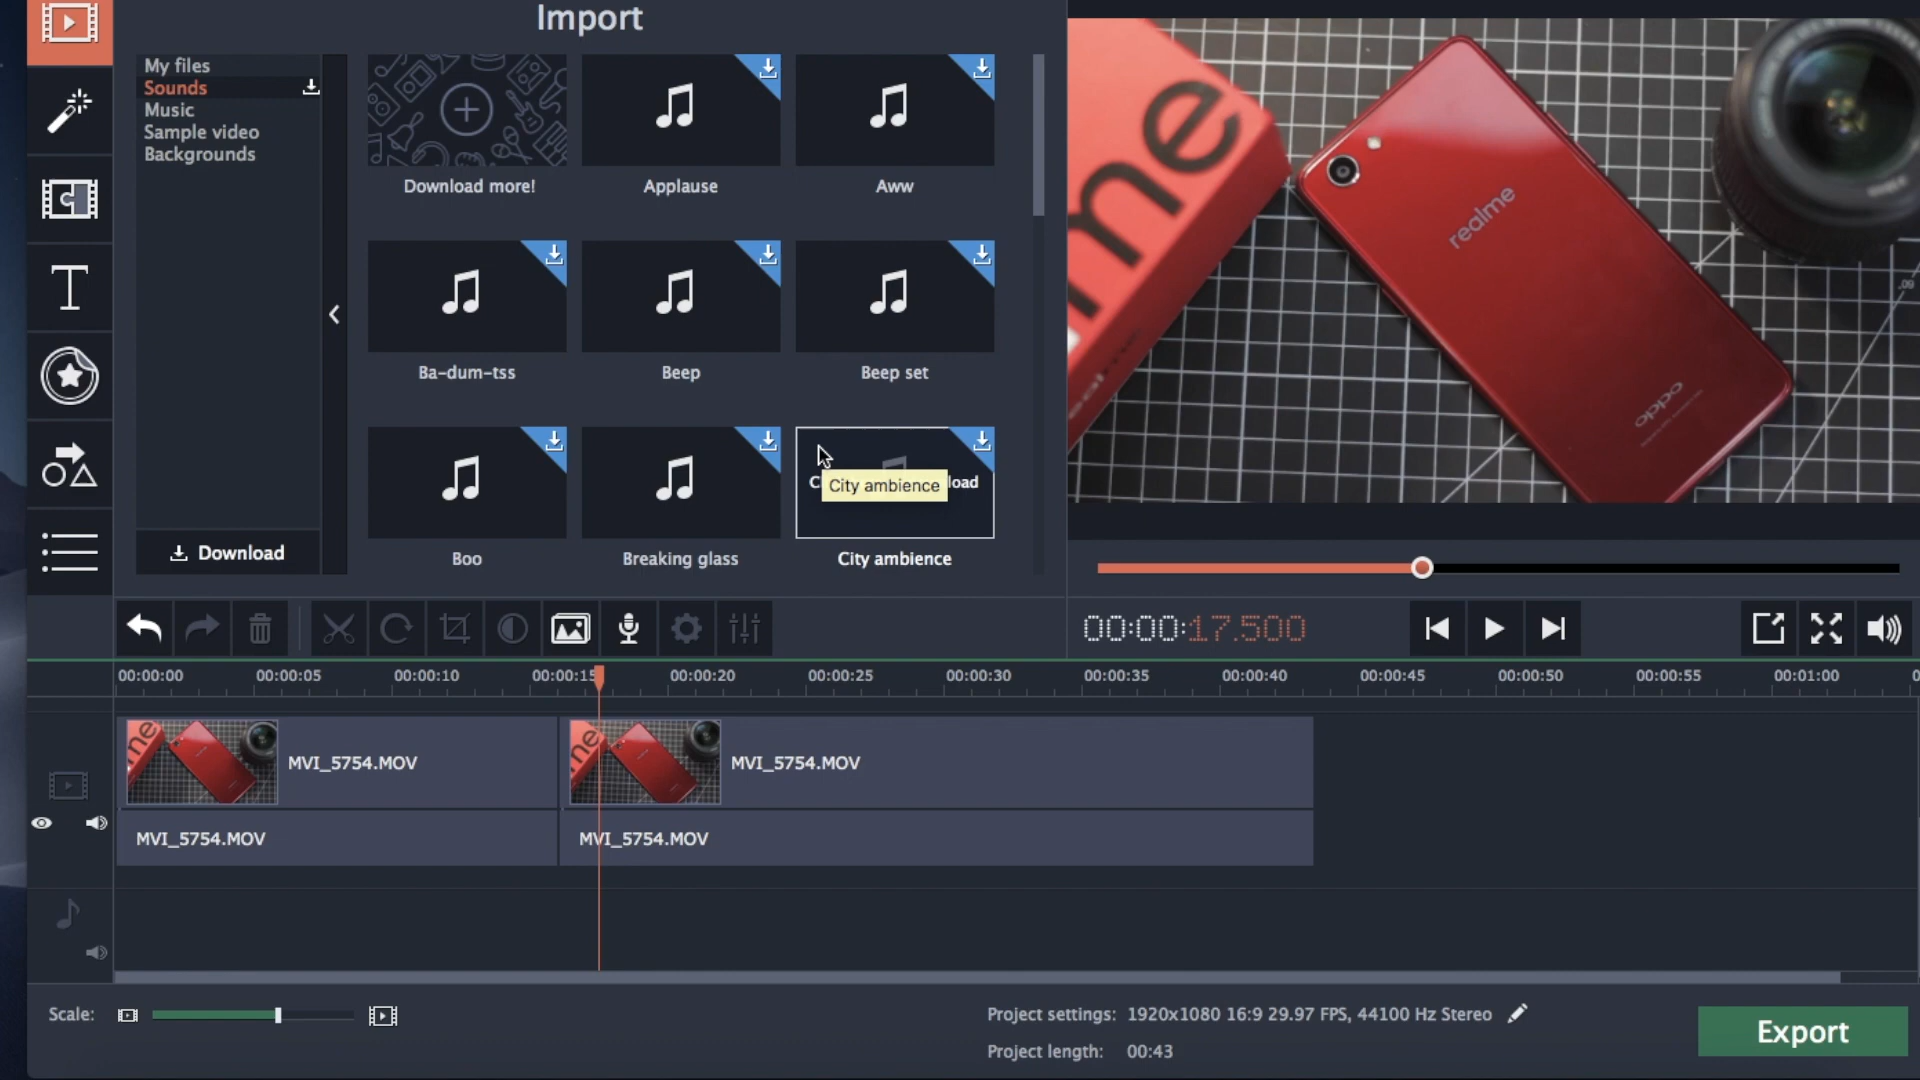 Import
My files
Sounds
Music
Sample video
Backgrounds
Download
Download more!
Applause
Aww
Ba-dum-tss
Beep
Beep set
City ambience
load
Boo
Breaking glass
City ambience
me
realme
oppo
00:00:17.500
00:00:00
00:00:05
00:00:10
00:00:15
00:00:20
00:00:25
00:00:30
00:00:35
00:00:40
00:00:45
00:00:50
00:00:55
00:01:00
MVI_5754.MOV
MVI_5754.MOV
MVI_5754.MOV
MVI_5754.MOV
Scale:
Project settings: 1920x1080 16:9 29.97 FPS, 44100 Hz Stereo
Project length: 00:43
Export